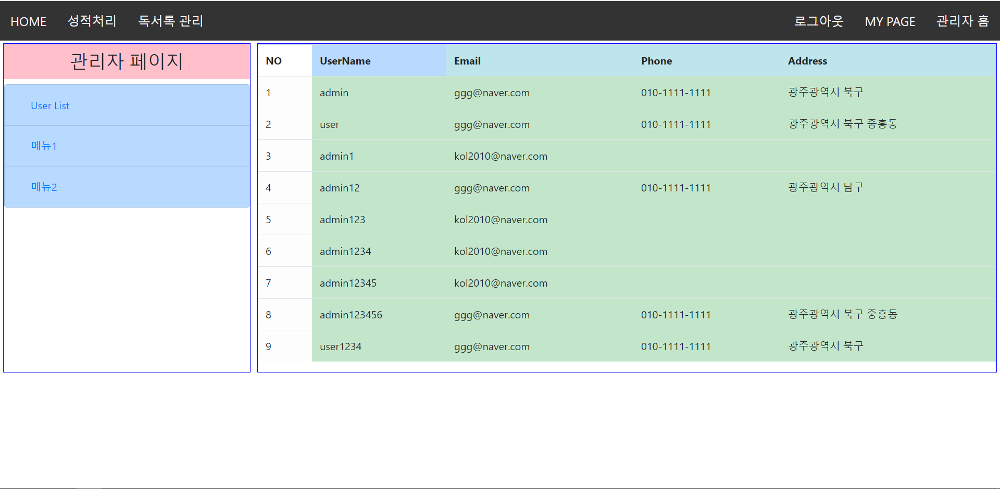 HOME 성적처리 독서록 관리 로그아웃 MY PAGE 관리자 홈
관리자 페이지
User List
메뉴1
메뉴2
NO UserName Email Phone Address
1 admin ggg@naver.com 010-1111-1111 광주광역시 북구
2 user ggg@naver.com 010-1111-1111 광주광역시 북구 중흥동
3 admin1 kol2010@naver.com
4 admin12 ggg@naver.com 010-1111-1111 광주광역시 남구
5 admin123 kol2010@naver.com
6 admin1234 kol2010@naver.com
7 admin12345 kol2010@naver.com
8 admin123456 ggg@naver.com 010-1111-1111 광주광역시 북구 중흥동
9 user1234 ggg@naver.com 010-1111-1111 광주광역시 북구